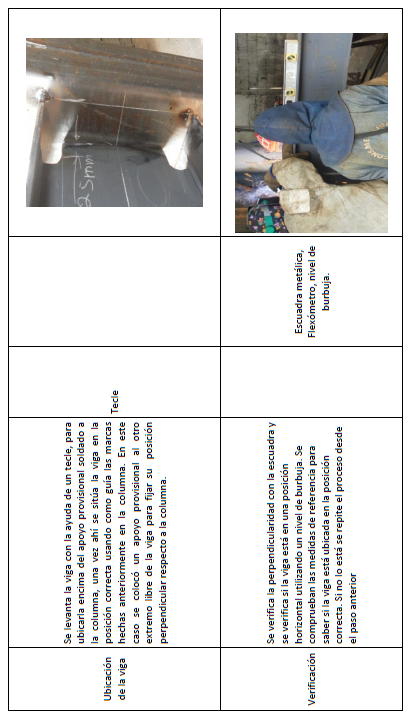 Ubicación
de la viga
Se levanta la viga con la ayuda de un tecle, para
ubicarla encima del apoyo provisional soldado a
la columna, una vez ahí se sitúa la viga en la
posición correcta usando como guía las marcas
hechas anteriormente en la columna. En este
caso se colocó un apoyo provisional al otro
extremo libre de la viga para fijar su posición
perpendicular respecto a la columna.
Tecle
25mm
Verificación
Se verifica la perpendicularidad con la escuadra y
se verifica si la viga está en una posición
horizontal utilizando un nivel de burbuja. Se
comprueban las medidas de referencia para
saber si la viga está ubicada en la posición
correcta. Si no lo está se repite el proceso desde
el paso anterior
Escuadra metálica,
Flexómetro, nivel de
burbuja.